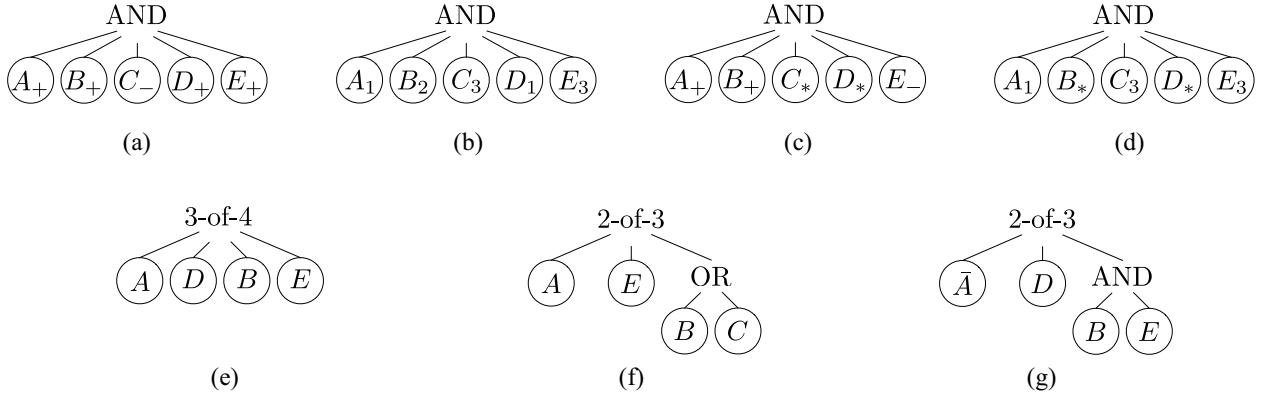 AND AND AND AND
A₊ B₊ C₋ D₊ E₊ A₁ B₂ C₃ D₁ E₃ A₊ B₊ C* D* E₋ A₁ B* C₃ D* E₃
(a) (b) (c) (d)
3-of-4 2-of-3 2-of-3
A D B E A E OR Ā D AND
B C B E
(e) (f) (g)